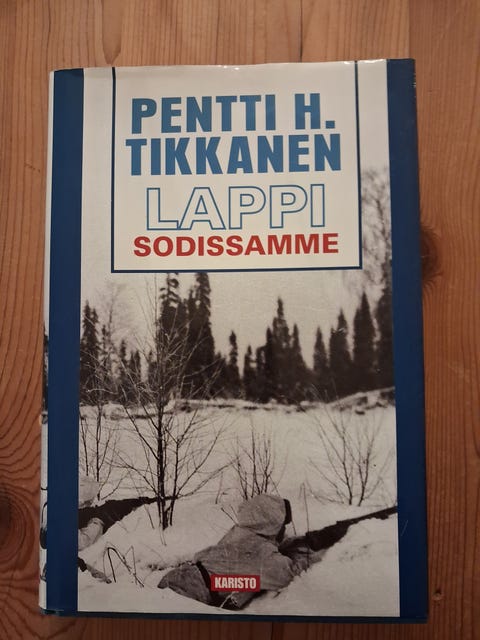 PENTTI H.
TIKKANEN
LAPPI
SODISSAMME
KARISTO